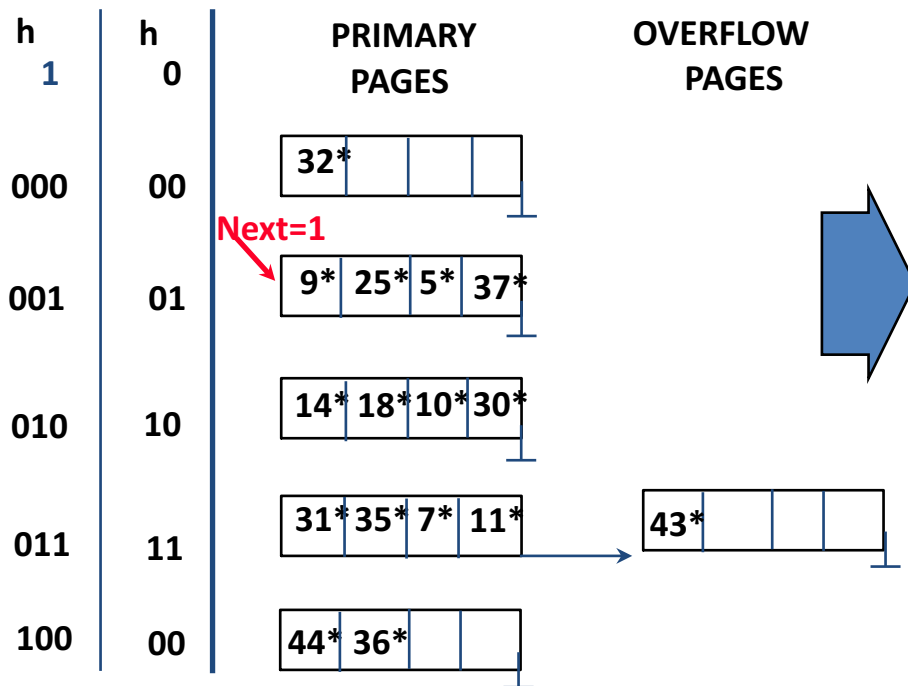 h h PRIMARY OVERFLOW
1 0 PAGES PAGES
32*
000 00
Next=1
9* 25* 5* 37*
001 01
14* 18* 10* 30*
010 10
31* 35* 7* 11* 43*
011 11
100 00 44* 36*